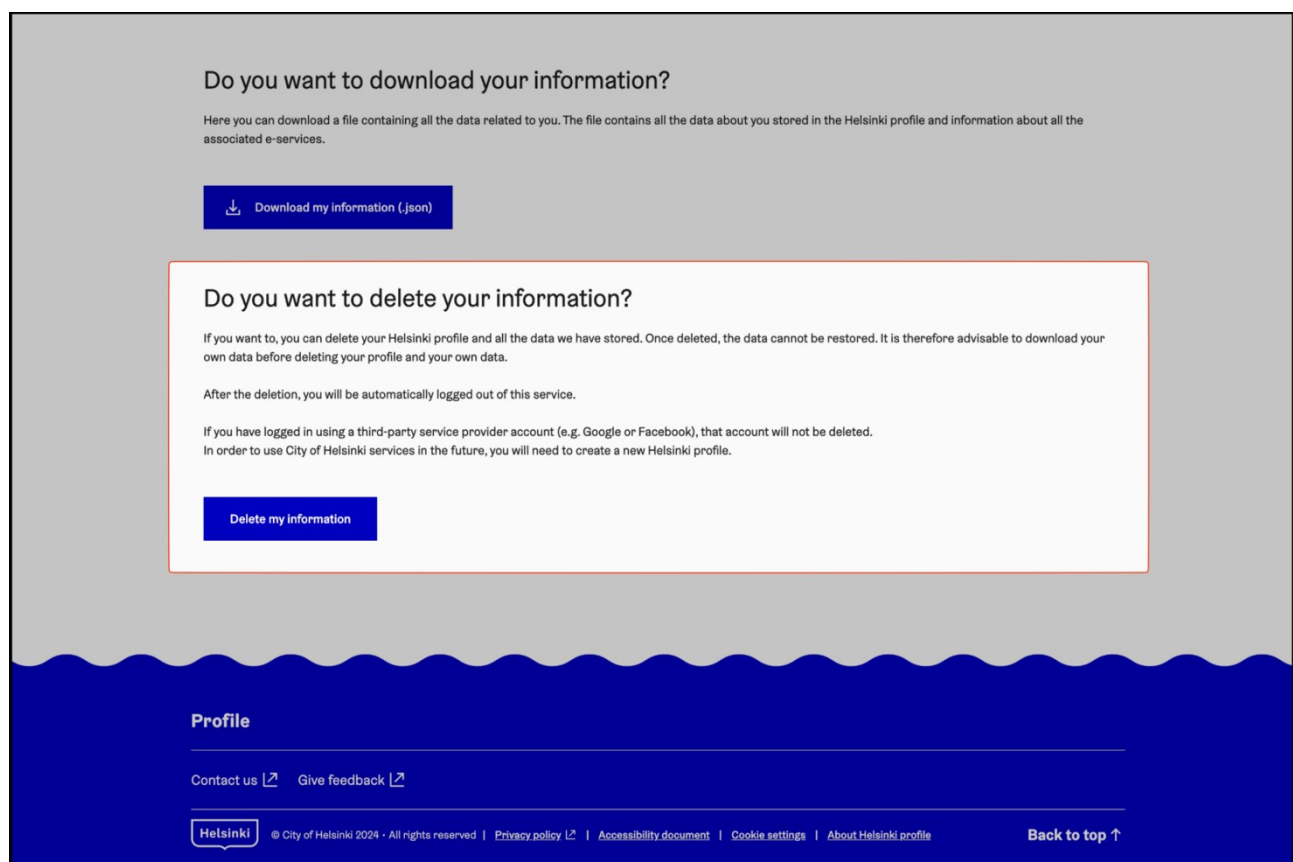 Do you want to download your information?
Here you can download a file containing all the data related to you. The file contains all the data about you stored in the Helsinki profile and information about all the
associated e-services.
Download my information (.json)
Do you want to delete your information?
If you want to, you can delete your Helsinki profile and all the data we have stored. Once deleted, the data cannot be restored. It is therefore advisable to download your
own data before deleting your profile and your own data.
After the deletion, you will be automatically logged out of this service.
If you have logged in using a third-party service provider account (e.g. Google or Facebook), that account will not be deleted.
In order to use City of Helsinki services in the future, you will need to create a new Helsinki profile.
Delete my information
Profile
Contact us Give feedback
Helsinki © City of Helsinki 2024 • All rights reserved | Privacy policy | Accessibility document | Cookie settings | About Helsinki profile Back to top ↑